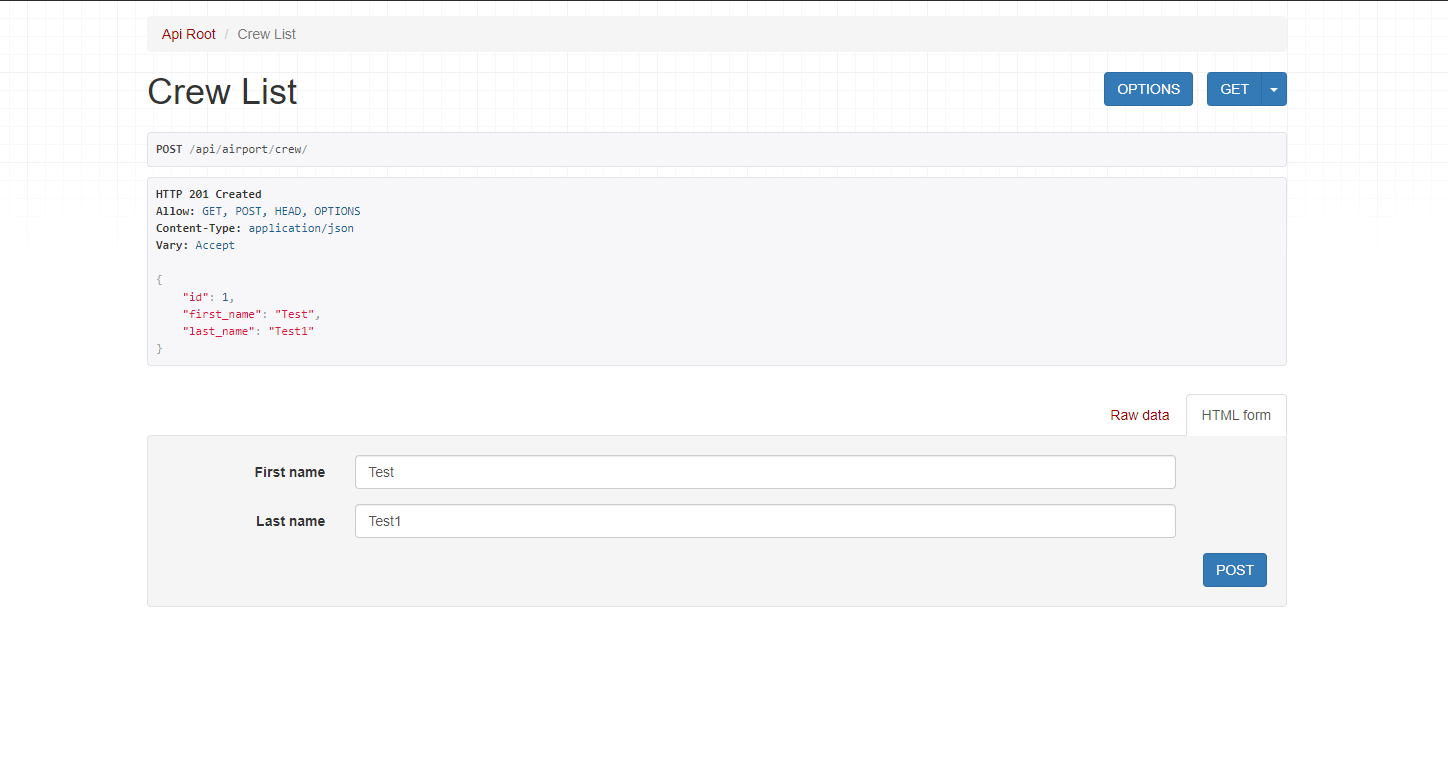 Api Root / Crew List
Crew List
OPTIONS
GET
POST /api/airport/crew/
HTTP 201 Created
Allow: GET, POST, HEAD, OPTIONS
Content-Type: application/json
Vary: Accept
{
"id": 1,
"first_name": "Test",
"last_name": "Test1"
}
Raw data
HTML form
First name
Test
Last name
Test1
POST